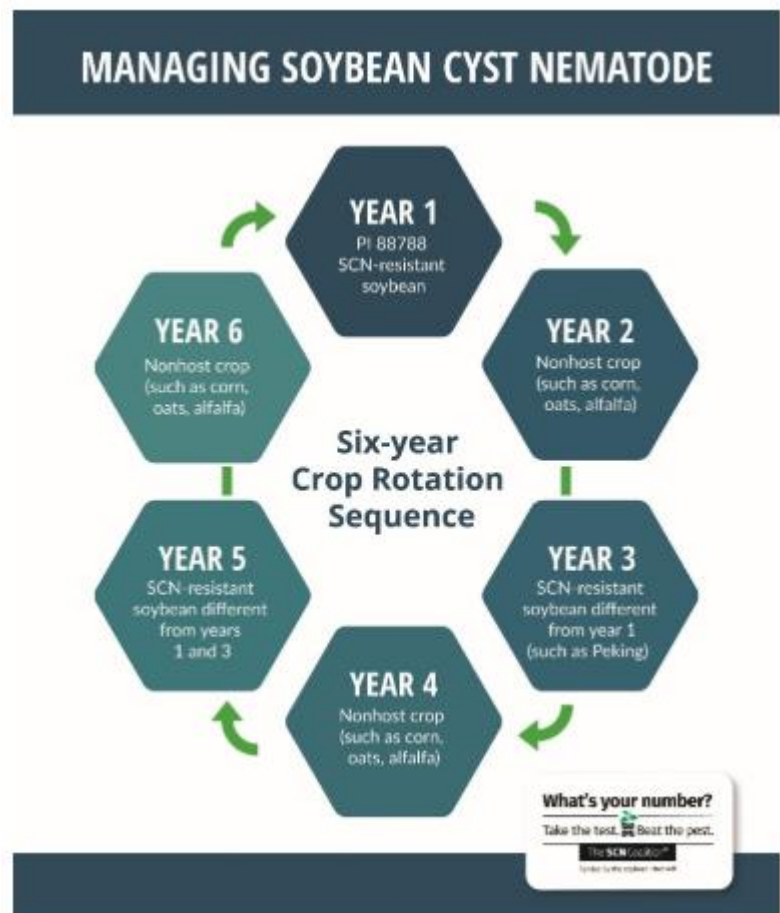 MANAGING SOYBEAN CYST NEMATODE
YEAR 1
PI 88788
SCN-resistant
soybean
YEAR 2
Nonhost crop
(such as corn,
oats, alfalfa)
YEAR 3
SCN-resistant
soybean different
from year 1
(such as Peking)
YEAR 4
Nonhost crop
(such as corn,
oats, alfalfa)
YEAR 5
SCN-resistant
soybean different
from years
1 and 3
YEAR 6
Nonhost crop
(such as corn,
oats, alfalfa)
Six-year
Crop Rotation
Sequence
What's your number?
Take the test. Beat the pest.
The SCN Coalition